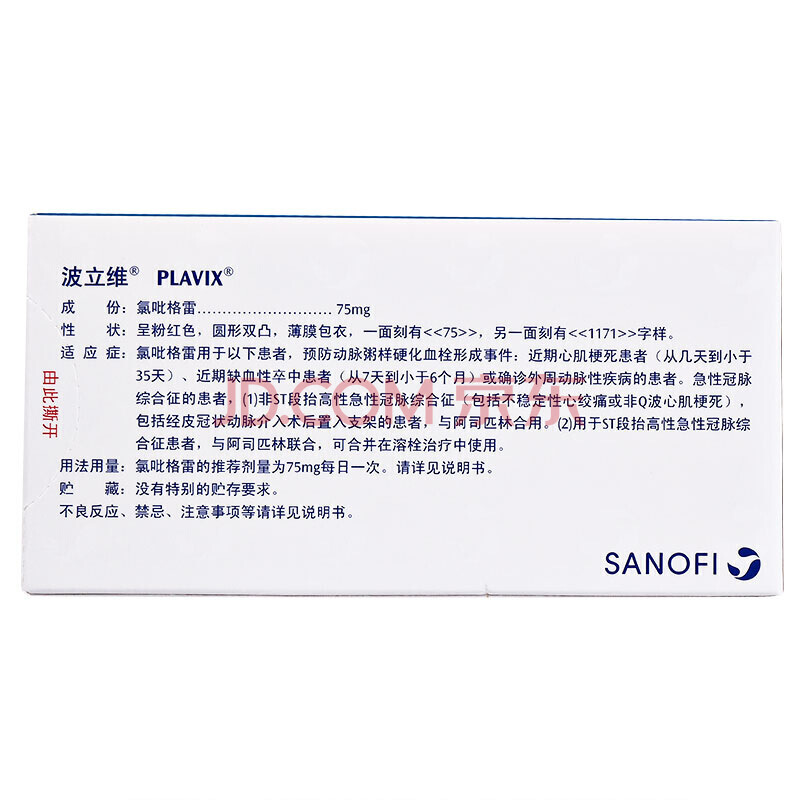 波立维® PLAVIX®
成 份：氯吡格雷........................... 75mg
性 状：呈粉红色，圆形双凸，薄膜包衣，一面刻有<<75>>，另一面刻有<<1171>>字样。
适 应 症：氯吡格雷用于以下患者，预防动脉粥样硬化血栓形成事件：近期心肌梗死患者（从几天到小于
35天）、近期缺血性卒中患者（从7天到小于6个月）或确诊外周动脉性疾病的患者。急性冠脉
综合征的患者，(1)非ST段抬高性急性冠脉综合征（包括不稳定性心绞痛或非Q波心肌梗死），
包括经皮冠状动脉介入术后置入支架的患者，与阿司匹林合用。(2)用于ST段抬高性急性冠脉综
合征患者，与阿司匹林联合，可合并在溶栓治疗中使用。
用法用量：氯吡格雷的推荐剂量为75mg每日一次。请详见说明书。
贮 藏：没有特别的贮存要求。
不良反应、禁忌、注意事项等请详见说明书。
由此撕开
JD.COM 京东
SANOFI